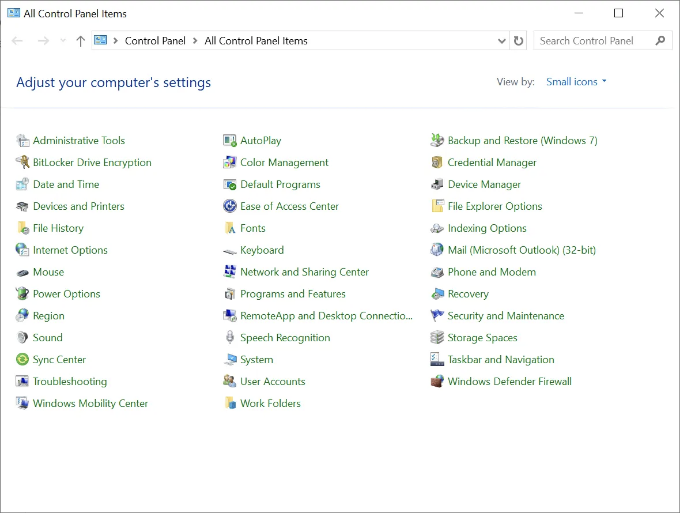 All Control Panel Items
Control Panel > All Control Panel Items
Search Control Panel
Adjust your computer's settings
View by: Small icons
Administrative Tools
AutoPlay
Backup and Restore (Windows 7)
BitLocker Drive Encryption
Color Management
Credential Manager
Date and Time
Default Programs
Device Manager
Devices and Printers
Ease of Access Center
File Explorer Options
File History
Fonts
Indexing Options
Internet Options
Keyboard
Mail (Microsoft Outlook) (32-bit)
Mouse
Network and Sharing Center
Phone and Modem
Power Options
Programs and Features
Recovery
Region
RemoteApp and Desktop Connectio...
Security and Maintenance
Sound
Speech Recognition
Storage Spaces
Sync Center
System
Taskbar and Navigation
Troubleshooting
User Accounts
Windows Defender Firewall
Windows Mobility Center
Work Folders